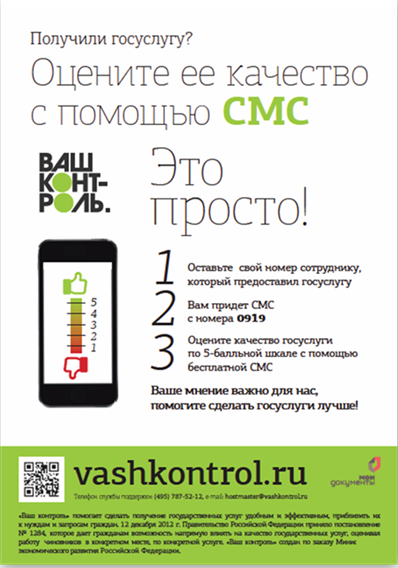 Получили госуслугу?
Оцените ее качество
с помощью СМС
ВАШ
КОНТ-
РОЛЬ.
Это
просто!
1 Оставьте свой номер сотруднику,
который предоставил госуслугу
2 Вам придет СМС
с номера 0919
3 Оцените качество госуслуги
по 5-балльной шкале с помощью
бесплатной СМС
5
4
3
2
1
Ваше мнение важно для нас,
помогите сделать госуслуги лучше!
vashkontrol.ru
Телефон службы поддержки (495) 787-52-12, e-mail: hostmaster@vashkontrol.ru
мои
документы
«Ваш контроль» помогает сделать получение государственных услуг удобным и эффективным, приблизить их
к нуждам и запросам граждан. 12 декабря 2012 г. Правительство Российской Федерации приняло постановление
№ 1284, которое дает гражданам возможность напрямую влиять на качество государственных услуг, оценивая
работу чиновников в конкретном месте, по конкретной услуге. «Ваш контроль» создан по заказу Мини
экономического развития Российской Федерации.